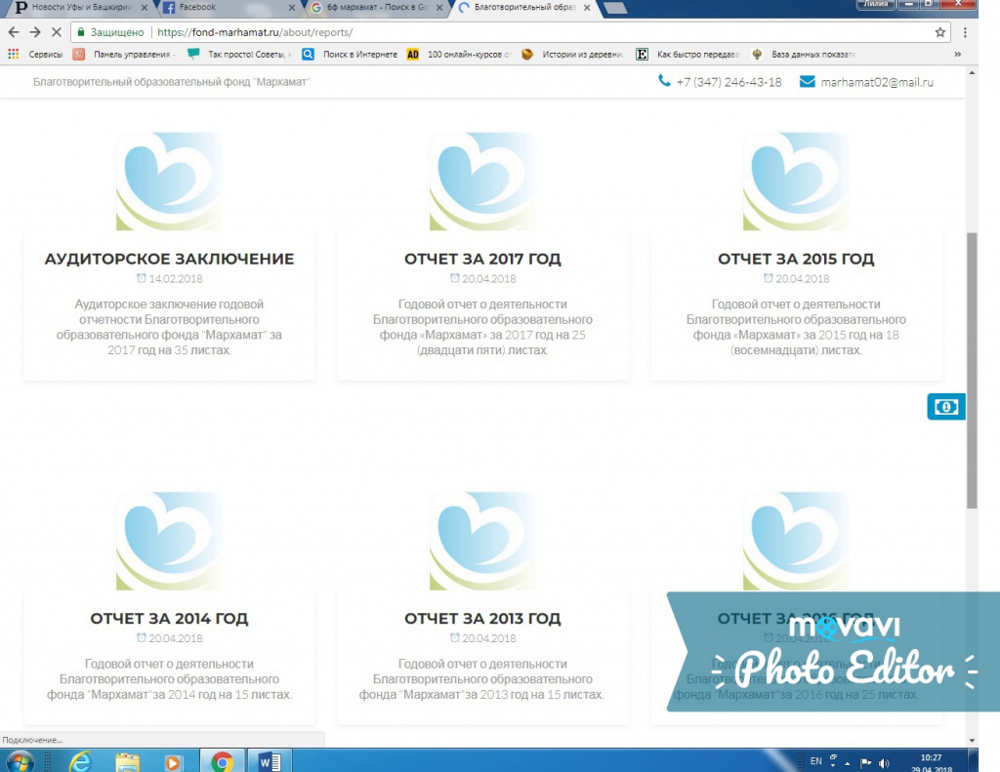 Новости Уфы и Башкирии
Facebook
бф мархамат - Поиск в Go
Благотворительный обра
Лилия
Защищено
https://fond-marhamat.ru/about/reports/
Сервисы
Панель управления -
Так просто! Советы,
Поиск в Интернете
AD
100 онлайн-курсов о
Истории из деревни
E
Как быстро передава
База данных показат
»
Благотворительный образовательный фонд "Мархамат"
+7 (347) 246-43-18
marhamat02@mail.ru
АУДИТОРСКОЕ ЗАКЛЮЧЕНИЕ
14.02.2018
Аудиторское заключение годовой
отчетности Благотворительного
образовательного фонда "Мархамат" за
2017 год на 35 листах.
ОТЧЕТ ЗА 2017 ГОД
20.04.2018
Годовой отчет о деятельности
Благотворительного образовательного
фонда «Мархамат» за 2017 год на 25
(двадцати пяти) листах.
ОТЧЕТ ЗА 2015 ГОД
20.04.2018
Годовой отчет о деятельности
Благотворительного образовательного
фонда «Мархамат» за 2015 год на 18
(восемнадцати) листах.
ОТЧЕТ ЗА 2014 ГОД
20.04.2018
Годовой отчет о деятельности
Благотворительного образовательного
фонда "Мархамат"за 2014 год на 15 листах.
ОТЧЕТ ЗА 2013 ГОД
20.04.2018
Годовой отчет о деятельности
Благотворительного образовательного
фонда "Мархамат"за 2013 год на 15 листах.
ОТЧЕТ ЗА 2016 ГОД
20.04.2018
фонда "Мархамат" за 2016 год на 25 листах.
movavi
Photo Editor
Подключение...
EN
10:27
29.04.2018